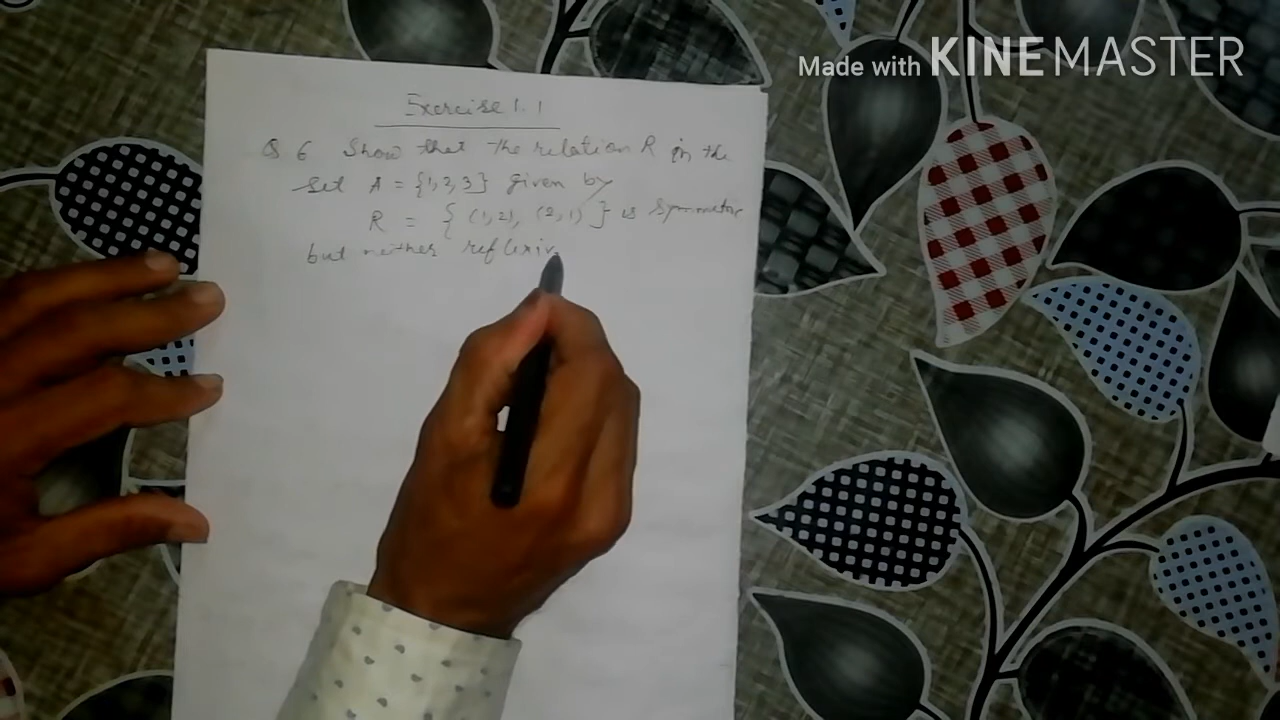 Made with KINEMASTER
Exercise 1.1
Q 6 Show that the relation R in the
set A = {1, 2, 3} given by
R = { (1, 2), (2, 1) } is symmetric
but neither reflexiv